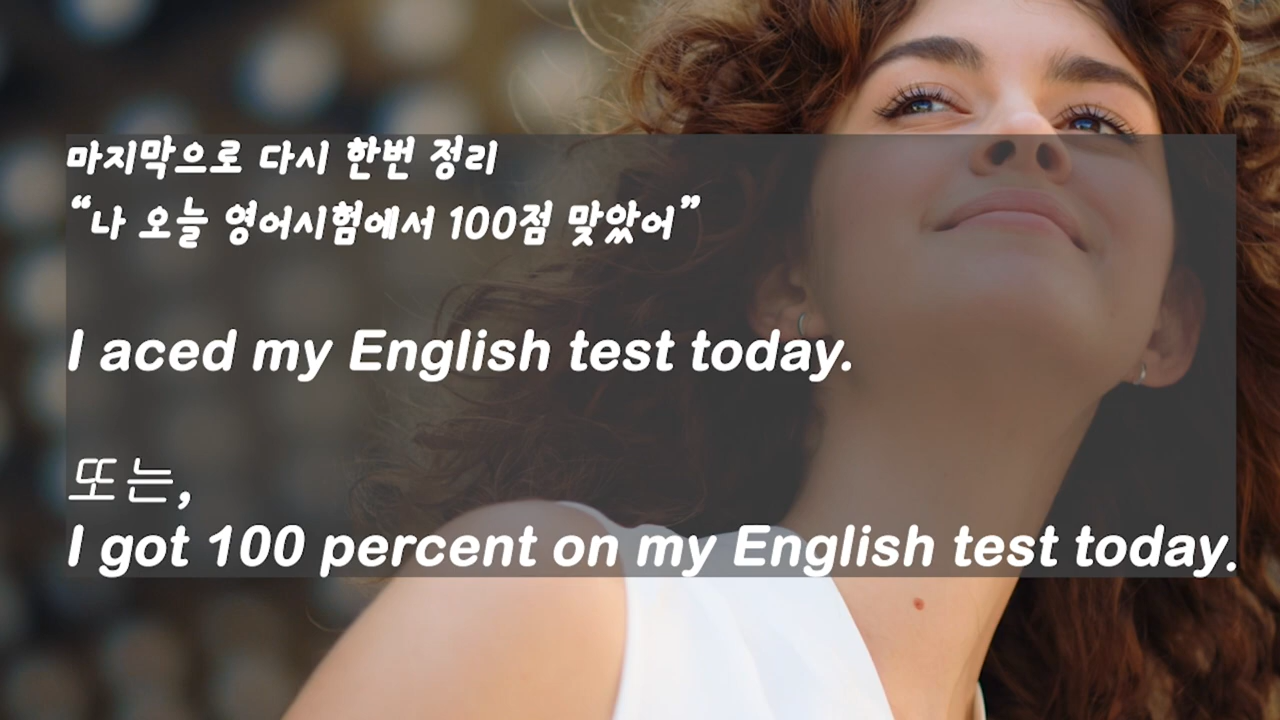 마지막으로 다시 한번 정리
“나 오늘 영어시험에서 100점 맞았어”
I aced my English test today.
또는,
I got 100 percent on my English test today.